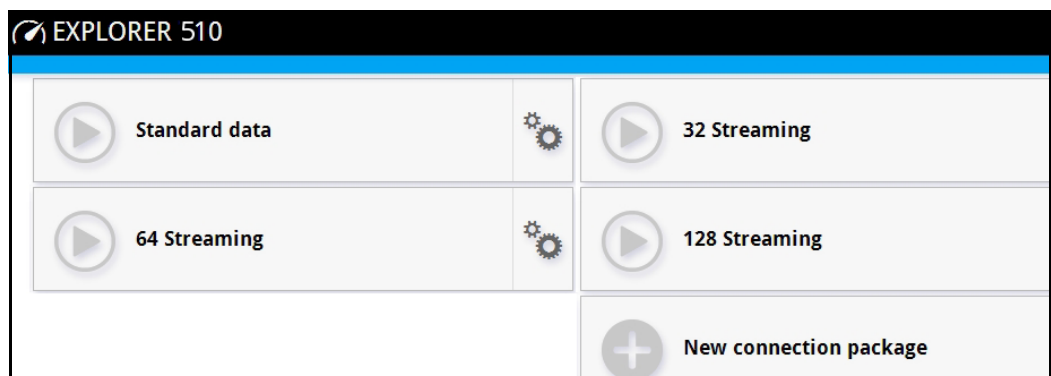 EXPLORER 510
Standard data
32 Streaming
64 Streaming
128 Streaming
New connection package